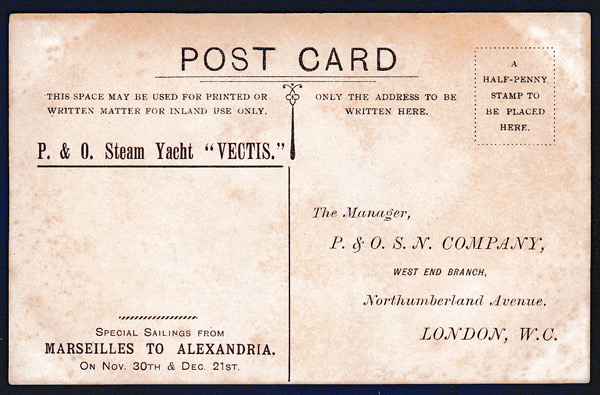 POST CARD
THIS SPACE MAY BE USED FOR PRINTED OR
WRITTEN MATTER FOR INLAND USE ONLY.
ONLY THE ADDRESS TO BE
WRITTEN HERE.
A
HALF-PENNY
STAMP TO
BE PLACED
HERE.
P. & O. Steam Yacht "VECTIS."
The Manager,
P. & O. S. N. COMPANY,
WEST END BRANCH,
Northumberland Avenue.
LONDON, W.C.
SPECIAL SAILINGS FROM
MARSEILLES TO ALEXANDRIA.
ON NOV. 30TH & DEC. 21ST.